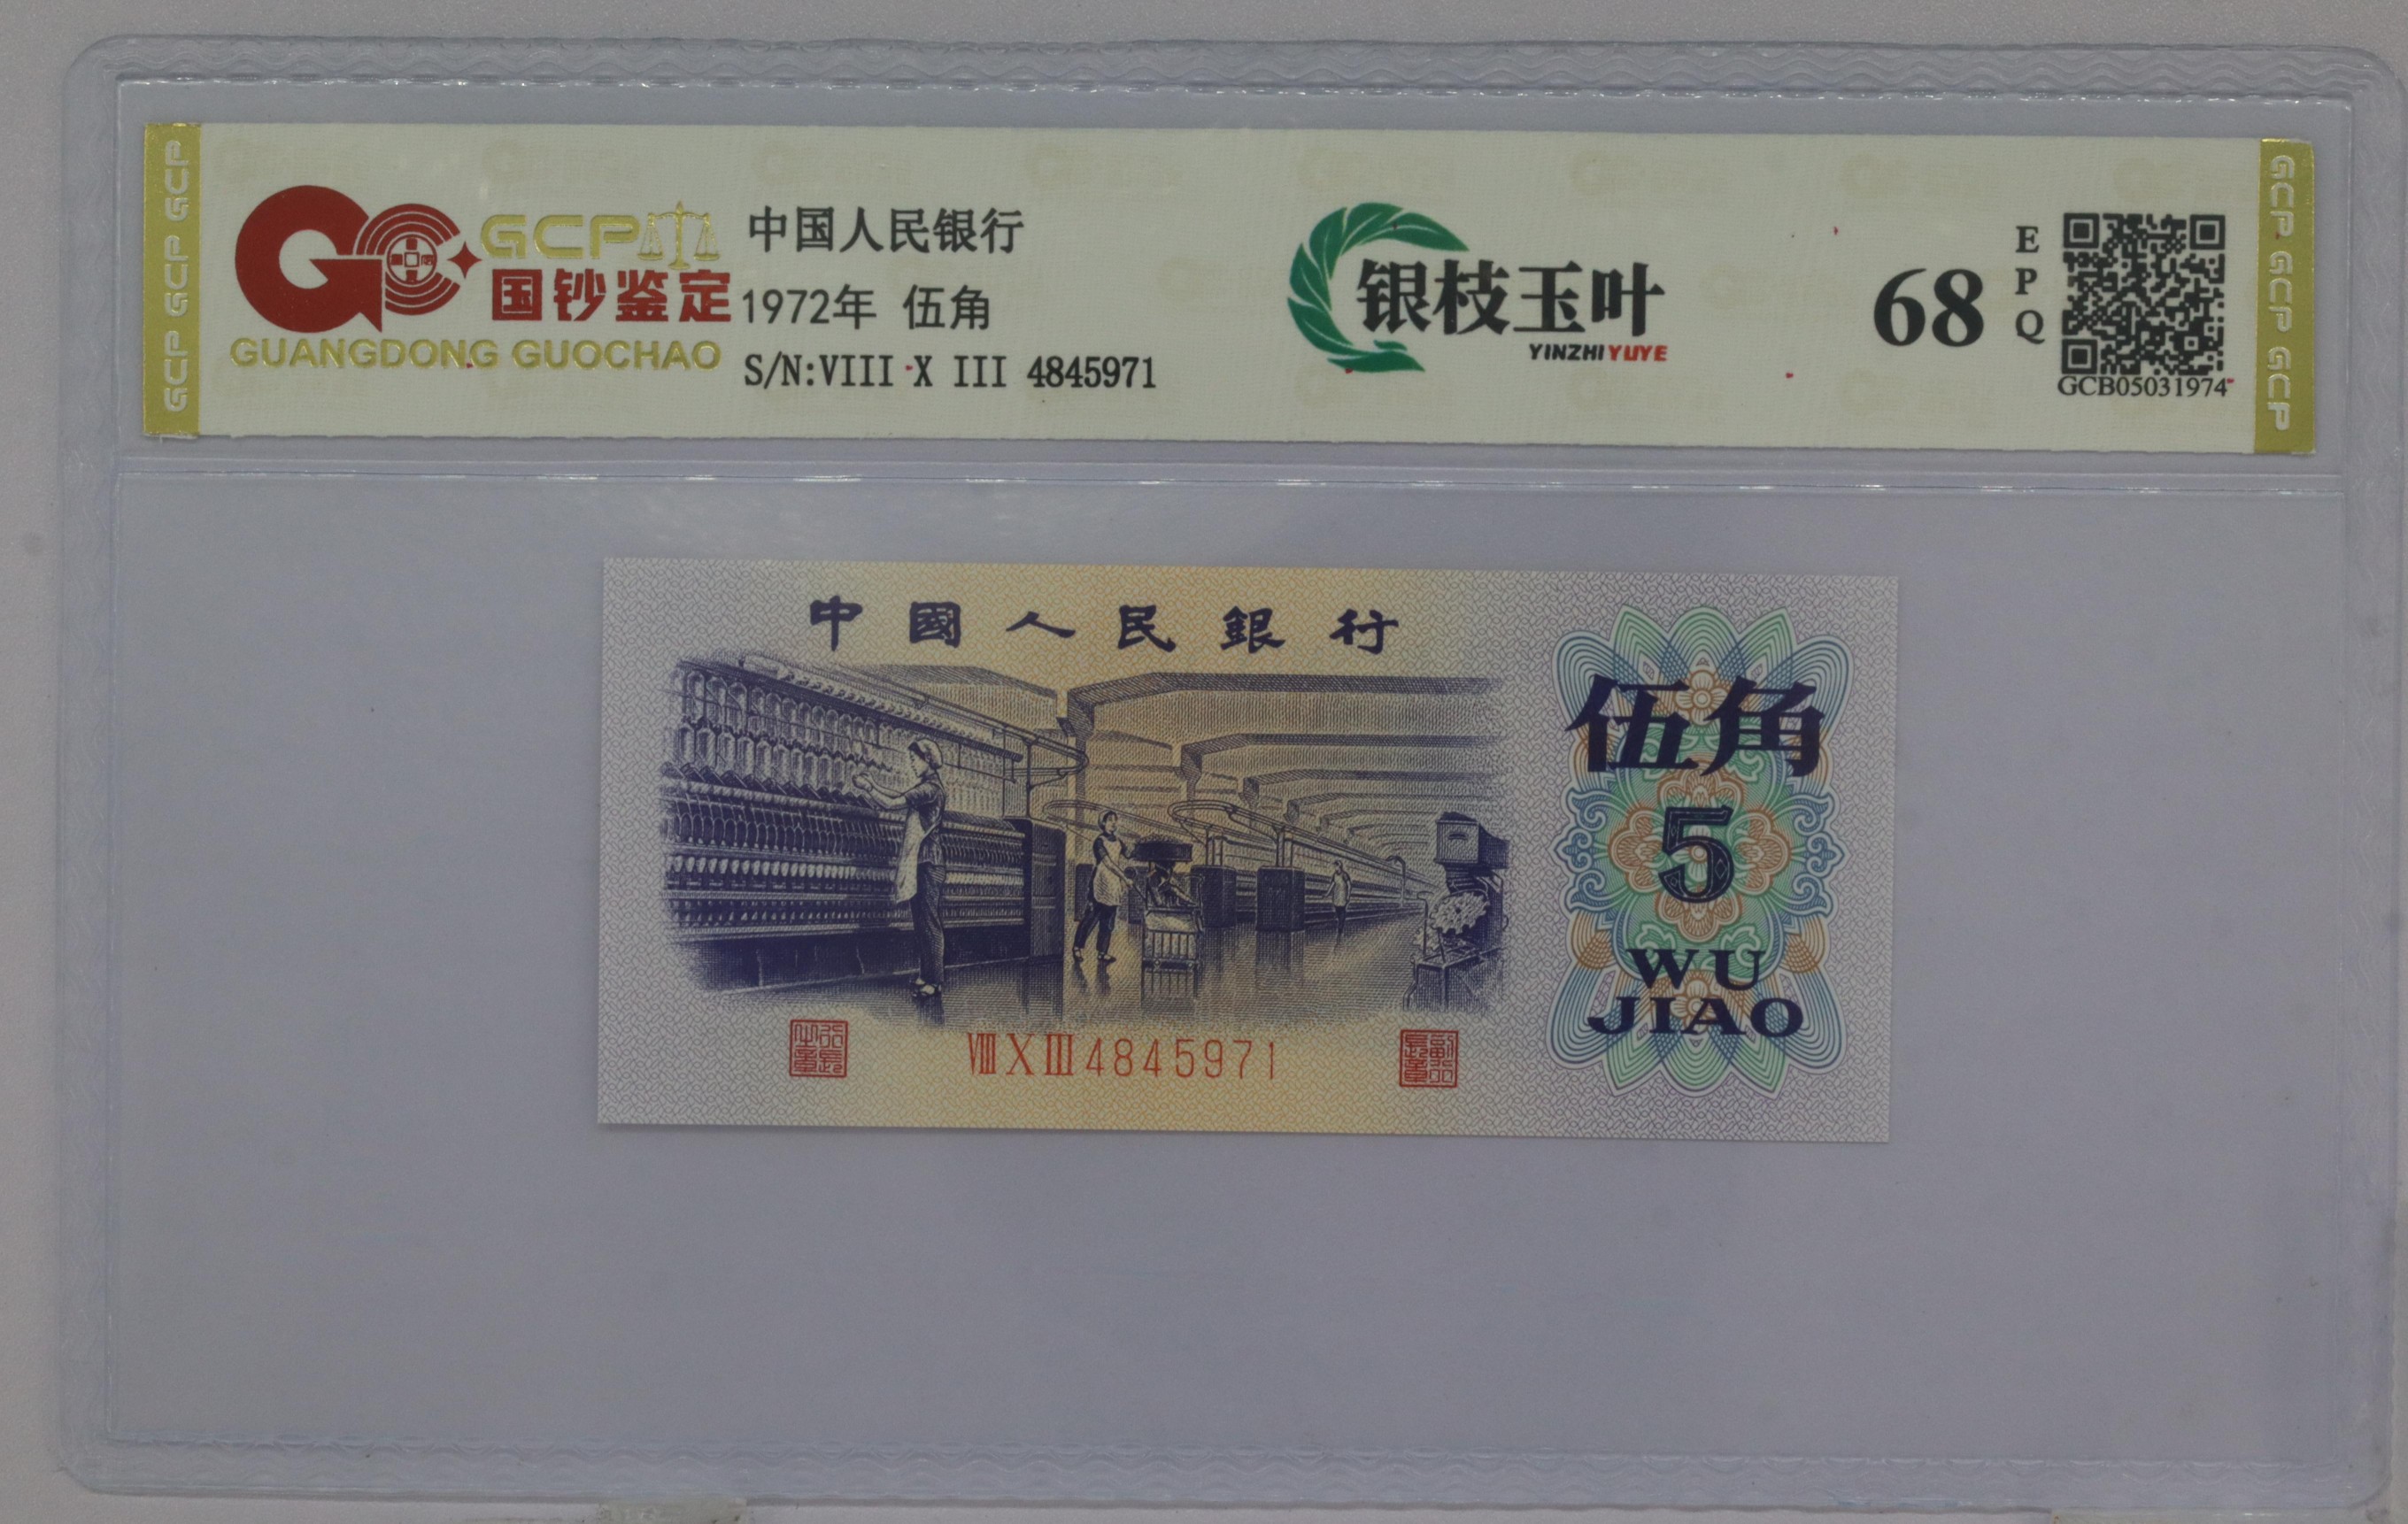 GCP GCP GCP
GCP
国钞鉴定
GUANGDONG GUOCHAO
中国人民银行
1972年 伍角
S/N:VIII X III 4845971
银枝玉叶
YINZHIYUYE
68
EPQ
GCB05031974
GCP GCP GCP
中國人民銀行
伍角
5
WU
JIAO
VIII X III 4845971